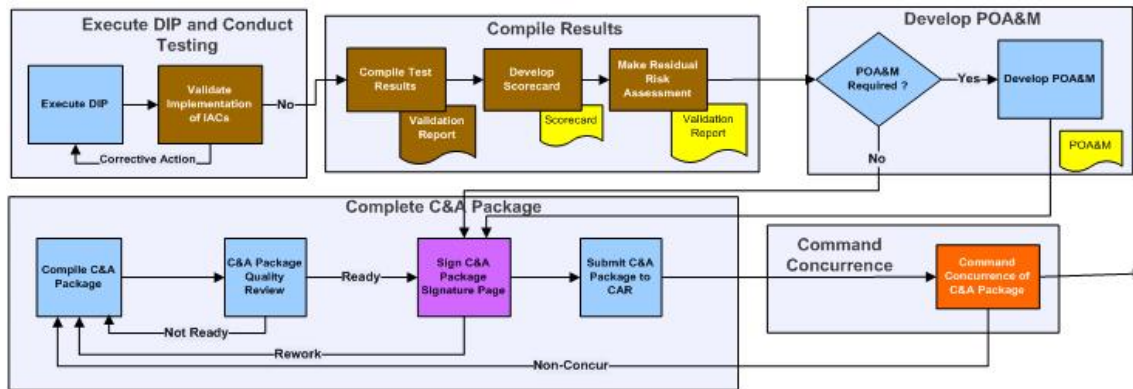 Execute DIP and Conduct
Testing
Execute DIP
Validate
Implementation
of IACs
Corrective Action
No
Compile Results
Compile Test
Results
Validation
Report
Develop
Scorecard
Scorecard
Make Residual
Risk
Assessment
Validation
Report
Develop POA&M
POA&M
Required ?
Yes
Develop POA&M
No
POA&M
Complete C&A Package
Compile C&A
Package
C&A Package
Quality
Review
Ready
Not Ready
Sign C&A
Package
Signature Page
Rework
Submit C&A
Package to
CAR
Command
Concurrence
Command
Concurrence of
C&A Package
Non-Concur